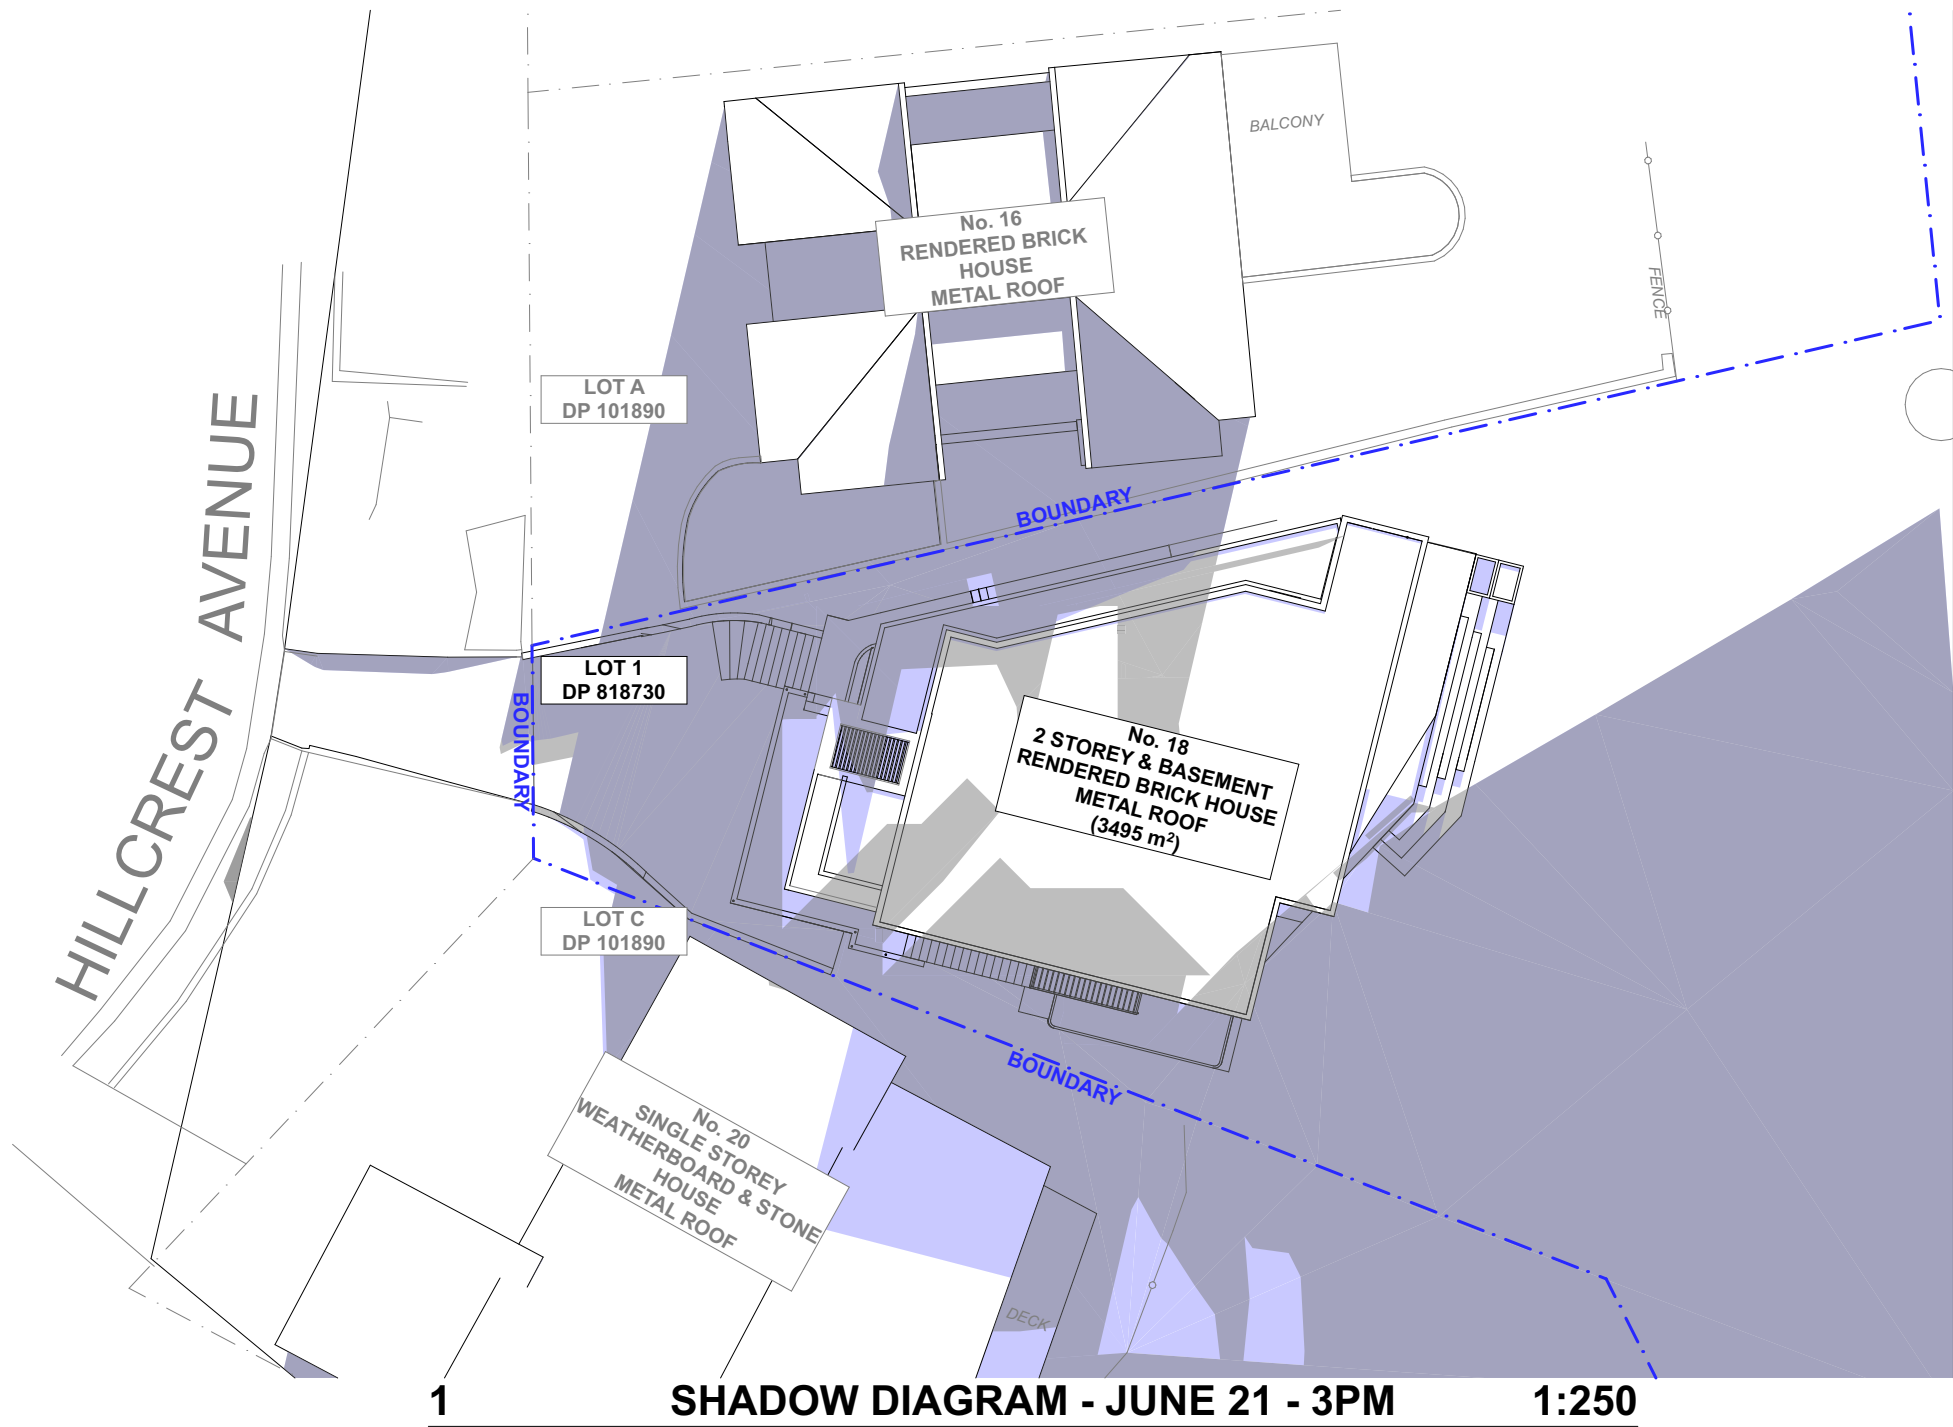 BALCONY
No. 16
RENDERED BRICK
HOUSE
METAL ROOF
FENCE
LOT A
DP 101890
HILLCREST AVENUE
BOUNDARY
LOT 1
DP 818730
BOUNDARY
No. 18
2 STOREY & BASEMENT
RENDERED BRICK HOUSE
METAL ROOF
(3495 m²)
LOT C
DP 101890
BOUNDARY
No. 20
SINGLE STOREY
WEATHERBOARD & STONE
HOUSE
METAL ROOF
DECK
1 SHADOW DIAGRAM - JUNE 21 - 3PM 1:250